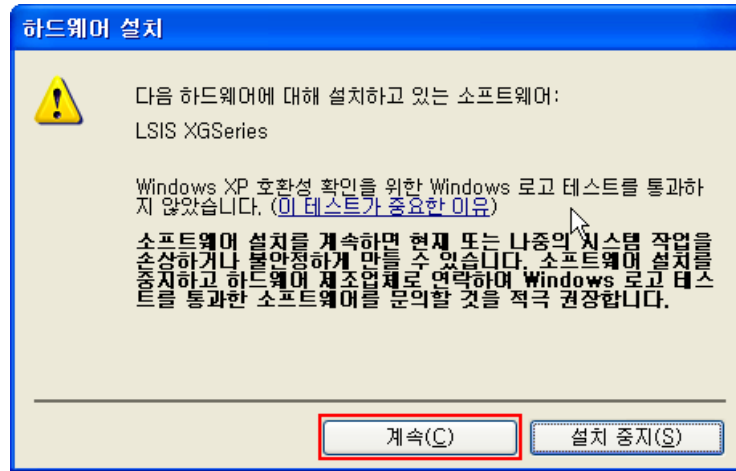 하드웨어 설치
다음 하드웨어에 대해 설치하고 있는 소프트웨어:
LSIS XGSeries
Windows XP 호환성 확인을 위한 Windows 로고 테스트를 통과하
지 않았습니다. (이 테스트가 중요한 이유)
소프트웨어 설치를 계속하면 현재 또는 나중의 시스템 작업을
손상하거나 불안정하게 만들 수 있습니다. 소프트웨어 설치를
중지하고 하드웨어 제조업체로 연락하여 Windows 로고 테스
트를 통과한 소프트웨어를 문의할 것을 적극 권장합니다.
계속(C) 설치 중지(S)